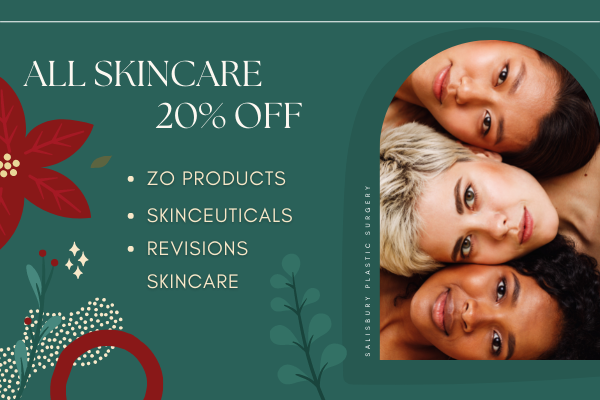 ALL SKINCARE
20% OFF
• ZO PRODUCTS
• SKINCEUTICALS
• REVISIONS
SKINCARE
SALISBURY PLASTIC SURGERY